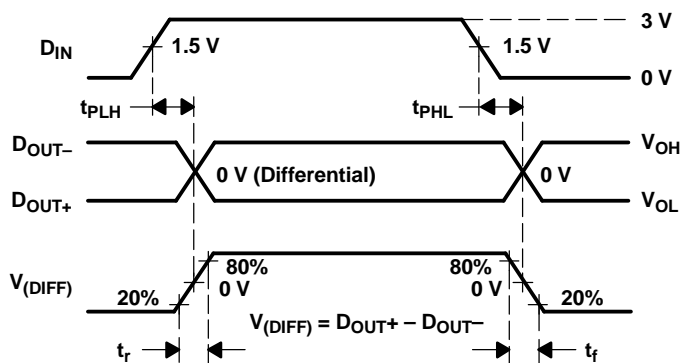 3 V
D_IN
1.5 V
1.5 V
0 V
t_PLH
t_PHL
D_OUT–
V_OH
0 V (Differential)
0 V
D_OUT+
V_OL
80%
80%
V_(DIFF)
0 V
0 V
20%
20%
V_(DIFF) = D_OUT+ – D_OUT–
t_r
t_f